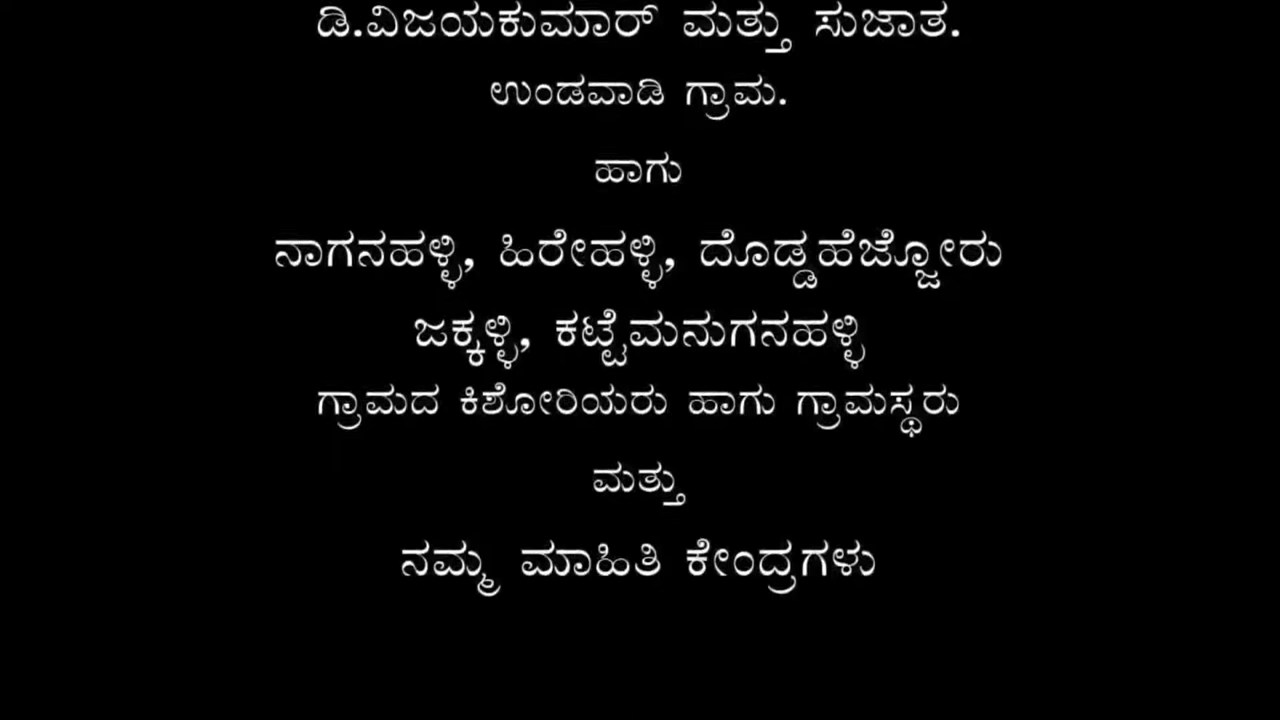 ಡಿ.ವಿಜಯಕುಮಾರ್ ಮತ್ತು ಸುಜಾತ.
ಉಂಡವಾಡಿ ಗ್ರಾಮ.
ಹಾಗು
ನಾಗನಹಳ್ಳಿ, ಹಿರೇಹಳ್ಳಿ, ದೊಡ್ಡಹೆಜ್ಜೋರು
ಜಕ್ಕಳ್ಳಿ, ಕಟ್ಟೆಮನುಗನಹಳ್ಳಿ
ಗ್ರಾಮದ ಕಿಶೋರಿಯರು ಹಾಗು ಗ್ರಾಮಸ್ಥರು
ಮತ್ತು
ನಮ್ಮ ಮಾಹಿತಿ ಕೇಂದ್ರಗಳು